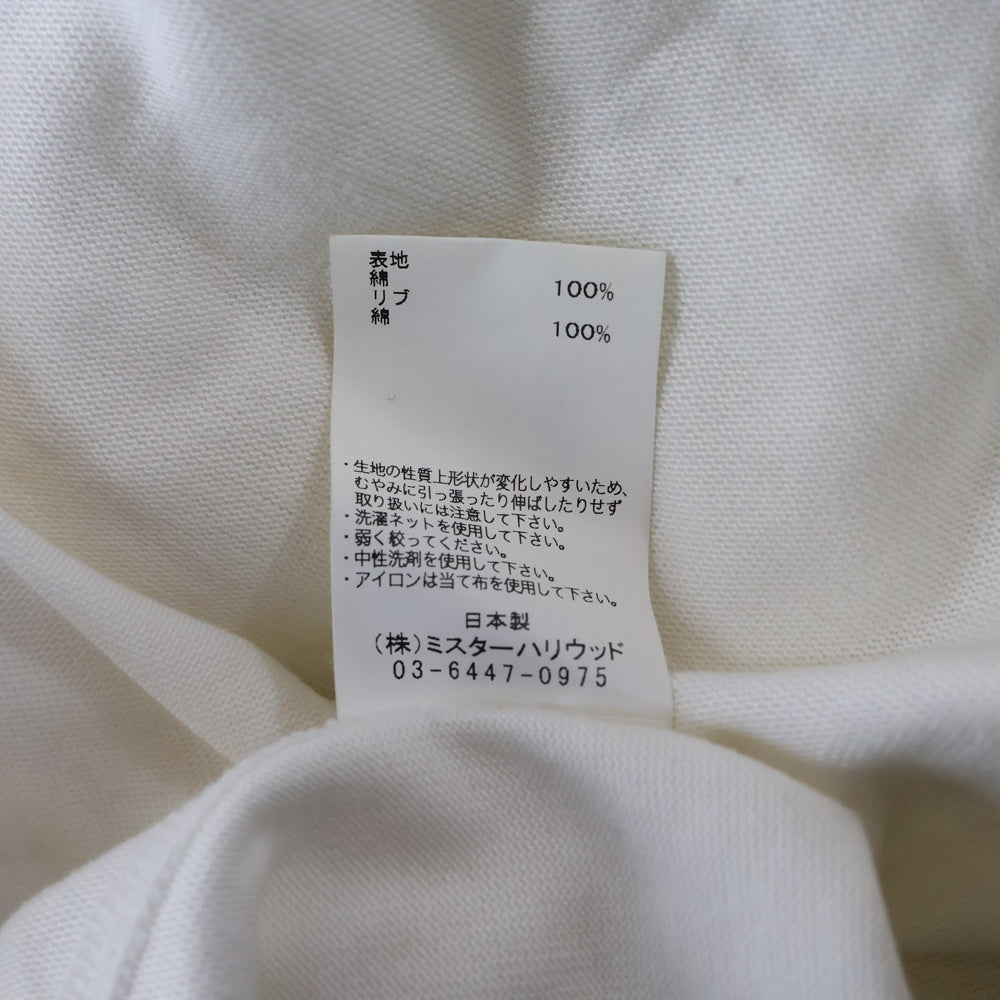 表地
綿 100%
リブ
綿 100%
・生地の性質上形状が変化しやすいため、
むやみに引っ張ったり伸ばしたりせず
取り扱いには注意して下さい。
・洗濯ネットを使用して下さい。
・弱く絞ってください。
・中性洗剤を使用して下さい。
・アイロンは当て布を使用して下さい。
日本製
(株)ミスターハリウッド
03-6447-0975